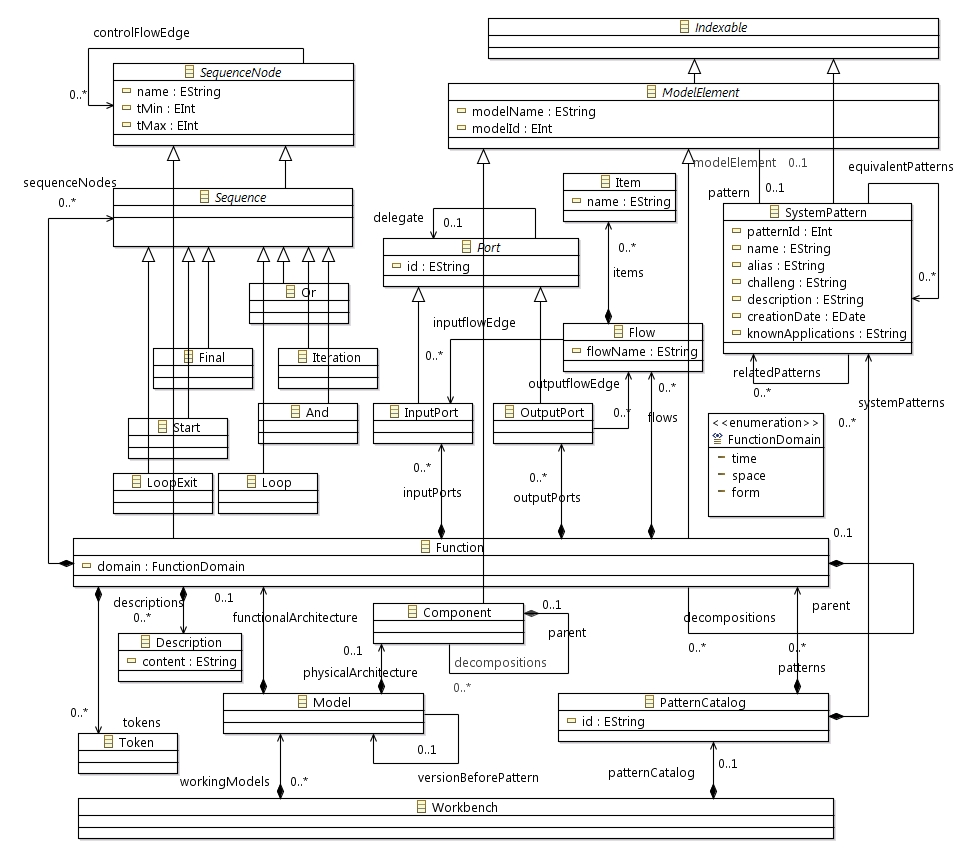 controlFlowEdge
0..*
SequenceNode
name : EString
tMin : EInt
tMax : EInt
Indexable
ModelElement
modelName : EString
modelId : EInt
sequenceNodes
0..*
Sequence
delegate
0..1
Port
id : EString
Item
name : EString
0..*
items
modelElement 0..1
pattern
0..1
equivalentPatterns
0..*
SystemPattern
patternId : EInt
name : EString
alias : EString
challeng : EString
description : EString
creationDate : EDate
knownApplications : EString
Or
Final
Iteration
Start
And
LoopExit
Loop
inputflowEdge
0..*
Flow
flowName : EString
outputflowEdge
0..*
0..*
flows
InputPort
OutputPort
relatedPatterns
0..*
systemPatterns
0..*
<<enumeration>>
FunctionDomain
time
space
form
0..*
inputPorts
0..*
outputPorts
0..1
Function
domain : FunctionDomain
descriptions
0..*
0..1
functionalArchitecture
Description
content : EString
Component
0..1
parent
decompositions
0..*
0..1
physicalArchitecture
decompositions
0..*
parent
0..*
patterns
0..*
tokens
Token
Model
0..1
versionBeforePattern
PatternCatalog
id : EString
workingModels
0..*
patternCatalog
0..1
Workbench